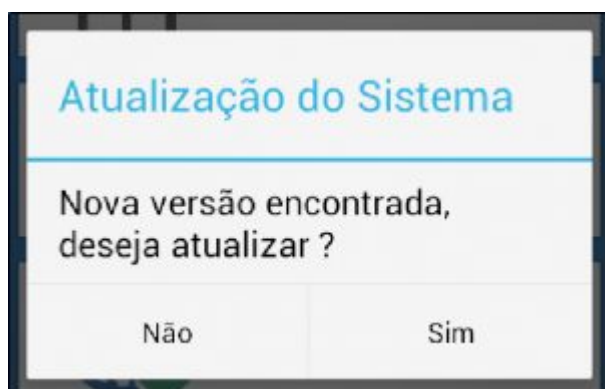 Atualização do Sistema
Nova versão encontrada,
deseja atualizar ?
Não
Sim